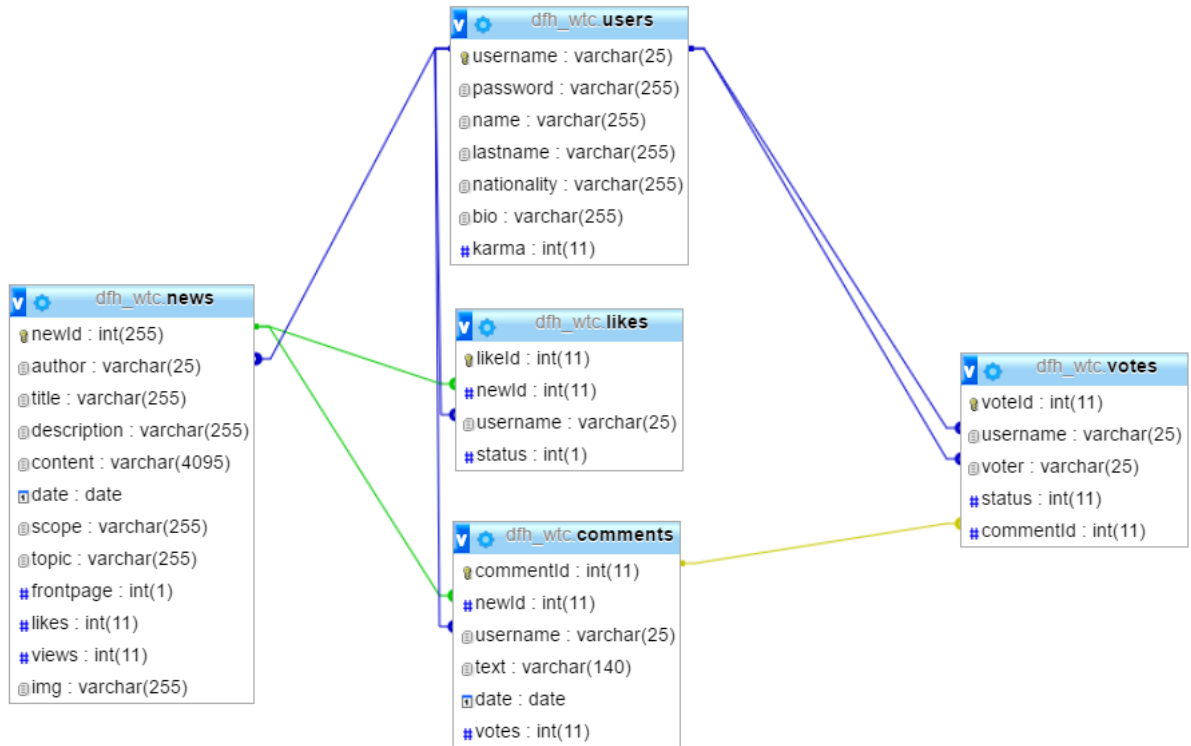 dfh_wtc.users
username : varchar(25)
password : varchar(255)
name : varchar(255)
lastname : varchar(255)
nationality : varchar(255)
bio : varchar(255)
# karma : int(11)
dfh_wtc.news
newId : int(255)
author : varchar(25)
title : varchar(255)
description : varchar(255)
content : varchar(4095)
date : date
scope : varchar(255)
topic : varchar(255)
# frontpage : int(1)
# likes : int(11)
# views : int(11)
img : varchar(255)
dfh_wtc.likes
likeId : int(11)
# newId : int(11)
username : varchar(25)
# status : int(1)
dfh_wtc.comments
commentId : int(11)
# newId : int(11)
username : varchar(25)
text : varchar(140)
date : date
# votes : int(11)
dfh_wtc.votes
voteId : int(11)
username : varchar(25)
voter : varchar(25)
# status : int(11)
# commentId : int(11)